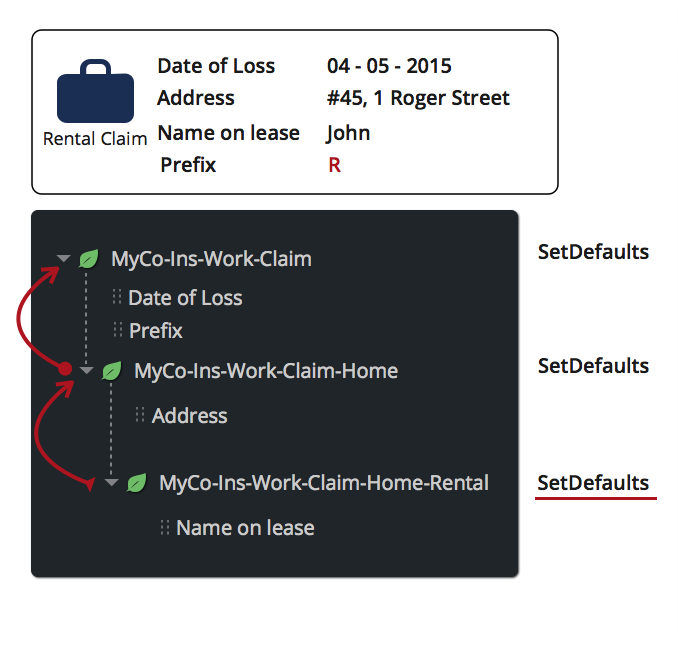 Date of Loss 04 - 05 - 2015
Address #45, 1 Roger Street
Rental Claim Name on lease John
Prefix R
MyCo-Ins-Work-Claim SetDefaults
Date of Loss
Prefix
MyCo-Ins-Work-Claim-Home SetDefaults
Address
MyCo-Ins-Work-Claim-Home-Rental SetDefaults
Name on lease